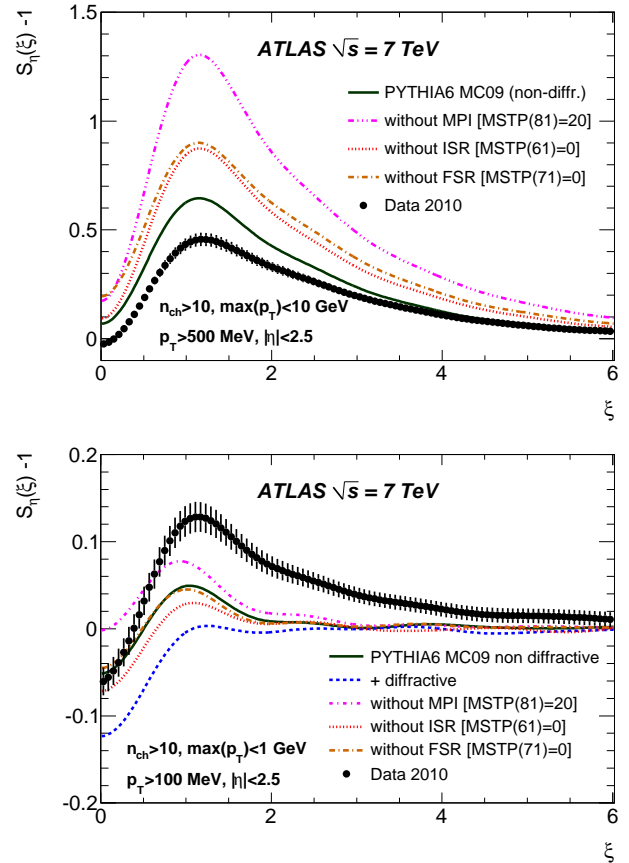 S_η(ξ) -1
ATLAS √s = 7 TeV
PYTHIA6 MC09 (non-diffr.)
without MPI [MSTP(81)=20]
without ISR [MSTP(61)=0]
without FSR [MSTP(71)=0]
Data 2010
n_ch>10, max(p_T)<10 GeV
p_T>500 MeV, |η|<2.5
1.5
1
0.5
0
0 2 4 6
ξ
S_η(ξ) -1
ATLAS √s = 7 TeV
PYTHIA6 MC09 non diffractive
+ diffractive
without MPI [MSTP(81)=20]
without ISR [MSTP(61)=0]
without FSR [MSTP(71)=0]
Data 2010
n_ch>10, max(p_T)<1 GeV
p_T>100 MeV, |η|<2.5
0.2
0.1
0
-0.1
-0.2
0 2 4 6
ξ